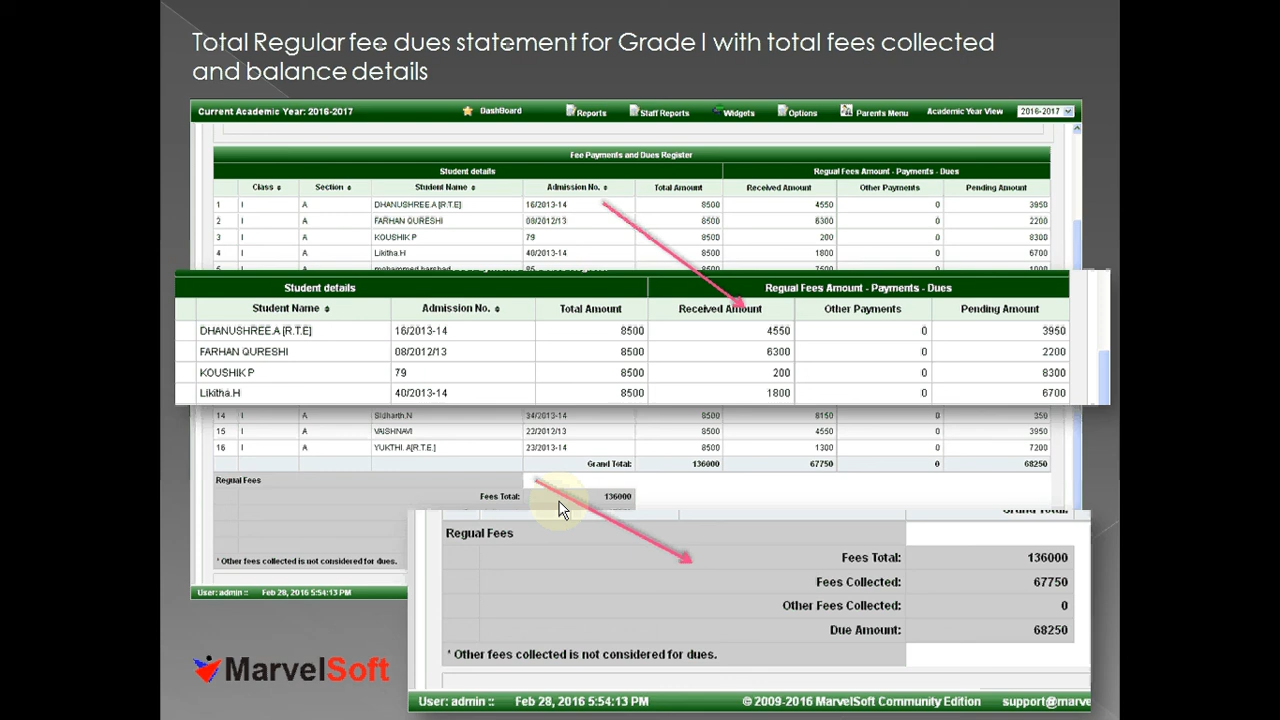 Total Regular fee dues statement for Grade I with total fees collected
and balance details
Current Academic Year: 2016-2017 DashBoard Reports Staff Reports Widgets Options Parents Menu Academic Year View 2016-2017
Fee Payments and Dues Register
Student details Regual Fees Amount - Payments - Dues
Class Section Student Name Admission No. Total Amount Received Amount Other Payments Pending Amount
1 I A DHANUSHREE.A [R.T.E] 16/2013-14 8500 4550 0 3950
2 I A FARHAN QURESHI 08/2012/13 8500 6300 0 2200
3 I A KOUSHIK P 79 8500 200 0 8300
4 I A Likitha.H 40/2013-14 8500 1800 0 6700
Student details Regual Fees Amount - Payments - Dues
Student Name Admission No. Total Amount Received Amount Other Payments Pending Amount
DHANUSHREE.A [R.T.E] 16/2013-14 8500 4550 0 3950
FARHAN QURESHI 08/2012/13 8500 6300 0 2200
KOUSHIK P 79 8500 200 0 8300
Likitha.H 40/2013-14 8500 1800 0 6700
14 I A Sidharth.N 34/2013-14 8500 8150 0 350
15 I A VAISHNAVI 22/2012/13 8500 4550 0 3950
16 I A YUKTHI. A[R.T.E.] 23/2013-14 8500 1300 0 7200
Grand Total: 136000 67750 0 68250
Regual Fees
Fees Total: 136000
* Other fees collected is not considered for dues.
User: admin :: Feb 28, 2016 5:54:13 PM
Regual Fees
Fees Total: 136000
Fees Collected: 67750
Other Fees Collected: 0
Due Amount: 68250
* Other fees collected is not considered for dues.
User: admin :: Feb 28, 2016 5:54:13 PM © 2009-2016 MarvelSoft Community Edition support@marve
MarvelSoft